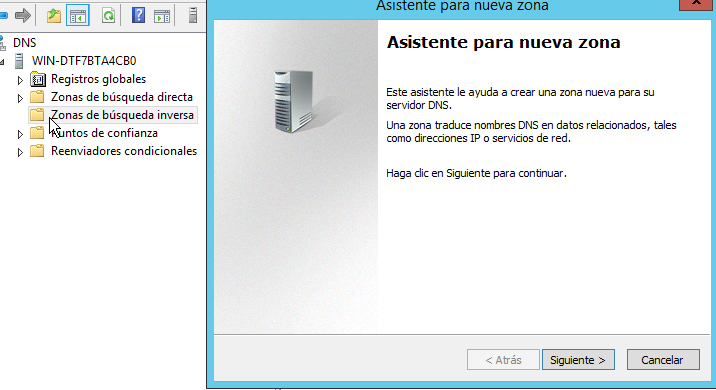 DNS
WIN-DTF7BTA4CB0
Registros globales
Zonas de búsqueda directa
Zonas de búsqueda inversa
Puntos de confianza
Reenviadores condicionales
Asistente para nueva zona
Asistente para nueva zona
Este asistente le ayuda a crear una zona nueva para su
servidor DNS.
Una zona traduce nombres DNS en datos relacionados, tales
como direcciones IP o servicios de red.
Haga clic en Siguiente para continuar.
< Atrás
Siguiente >
Cancelar